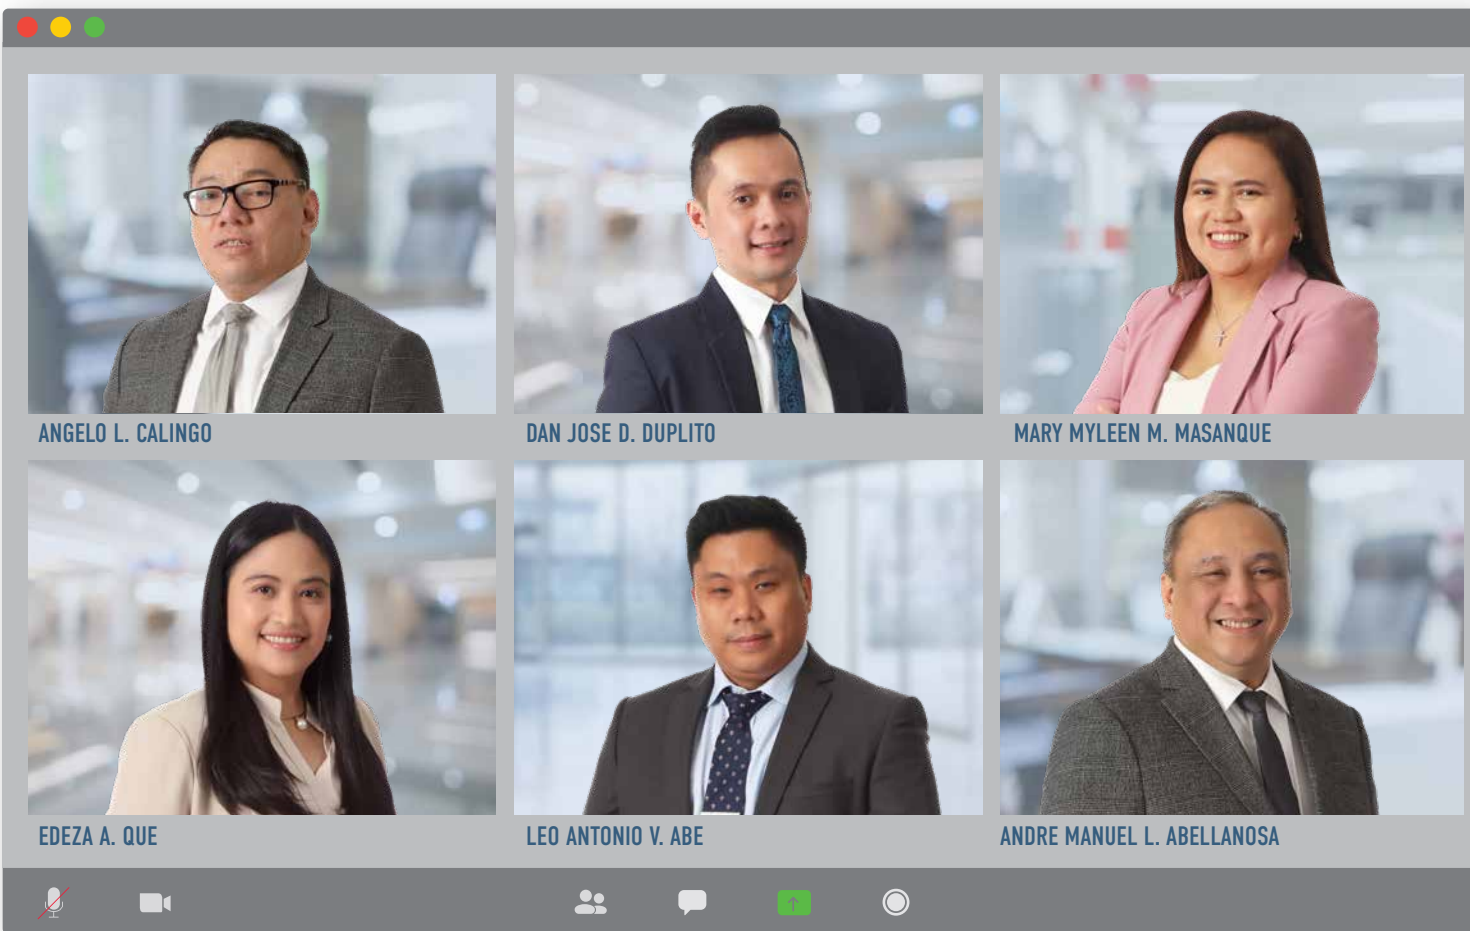 ANGELO L. CALINGO
DAN JOSE D. DUPLITO
MARY MYLEEN M. MASANQUE
EDEZA A. QUE
LEO ANTONIO V. ABE
ANDRE MANUEL L. ABELLANOSA